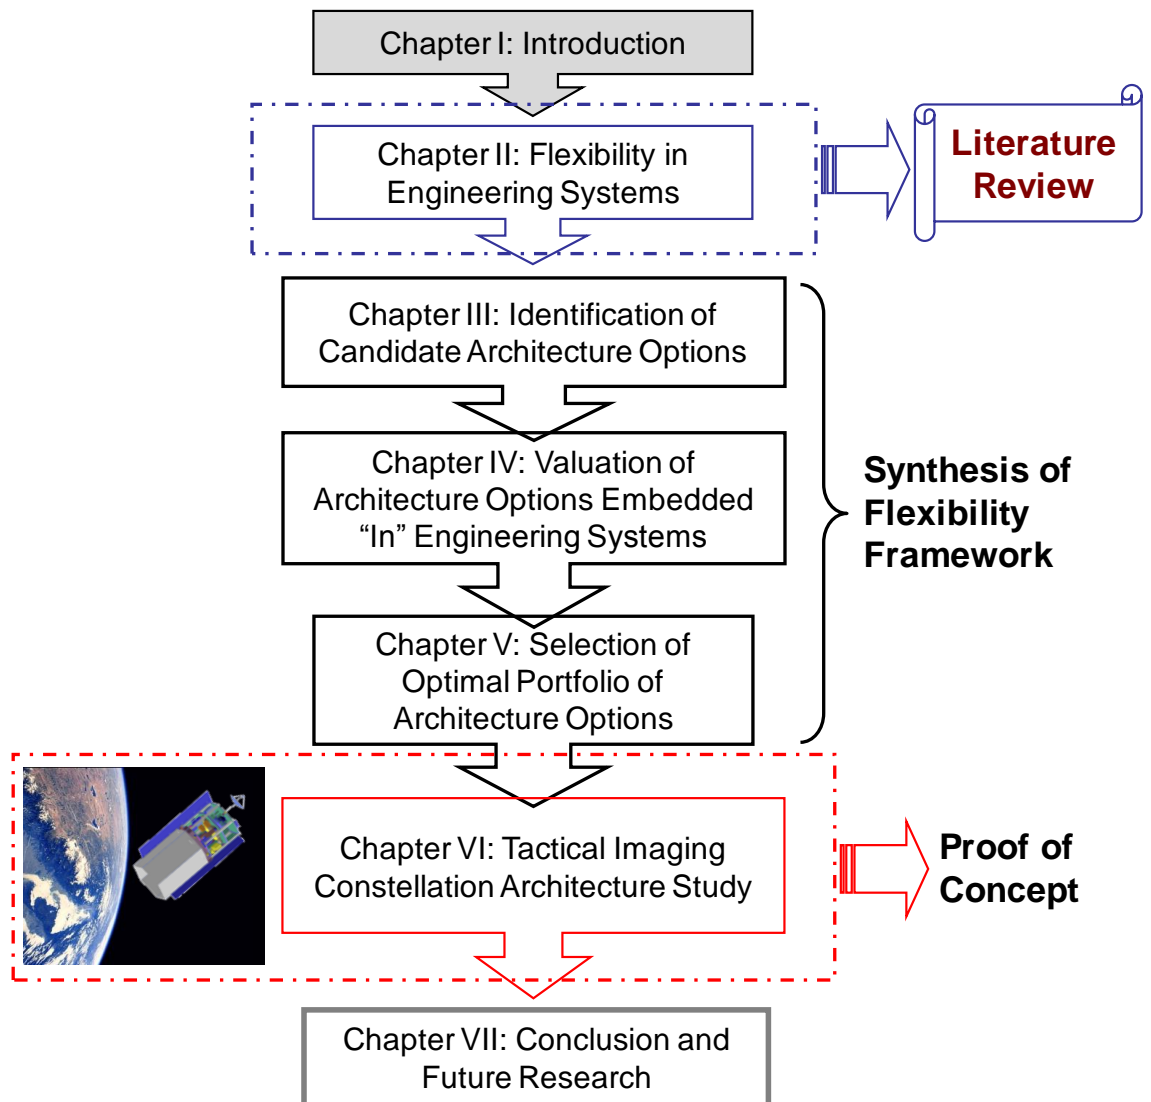 Chapter I: Introduction
Chapter II: Flexibility in
Engineering Systems
Literature
Review
Chapter III: Identification of
Candidate Architecture Options
Chapter IV: Valuation of
Architecture Options Embedded
“In” Engineering Systems
Synthesis of
Flexibility
Framework
Chapter V: Selection of
Optimal Portfolio of
Architecture Options
Chapter VI: Tactical Imaging
Constellation Architecture Study
Proof of
Concept
Chapter VII: Conclusion and
Future Research